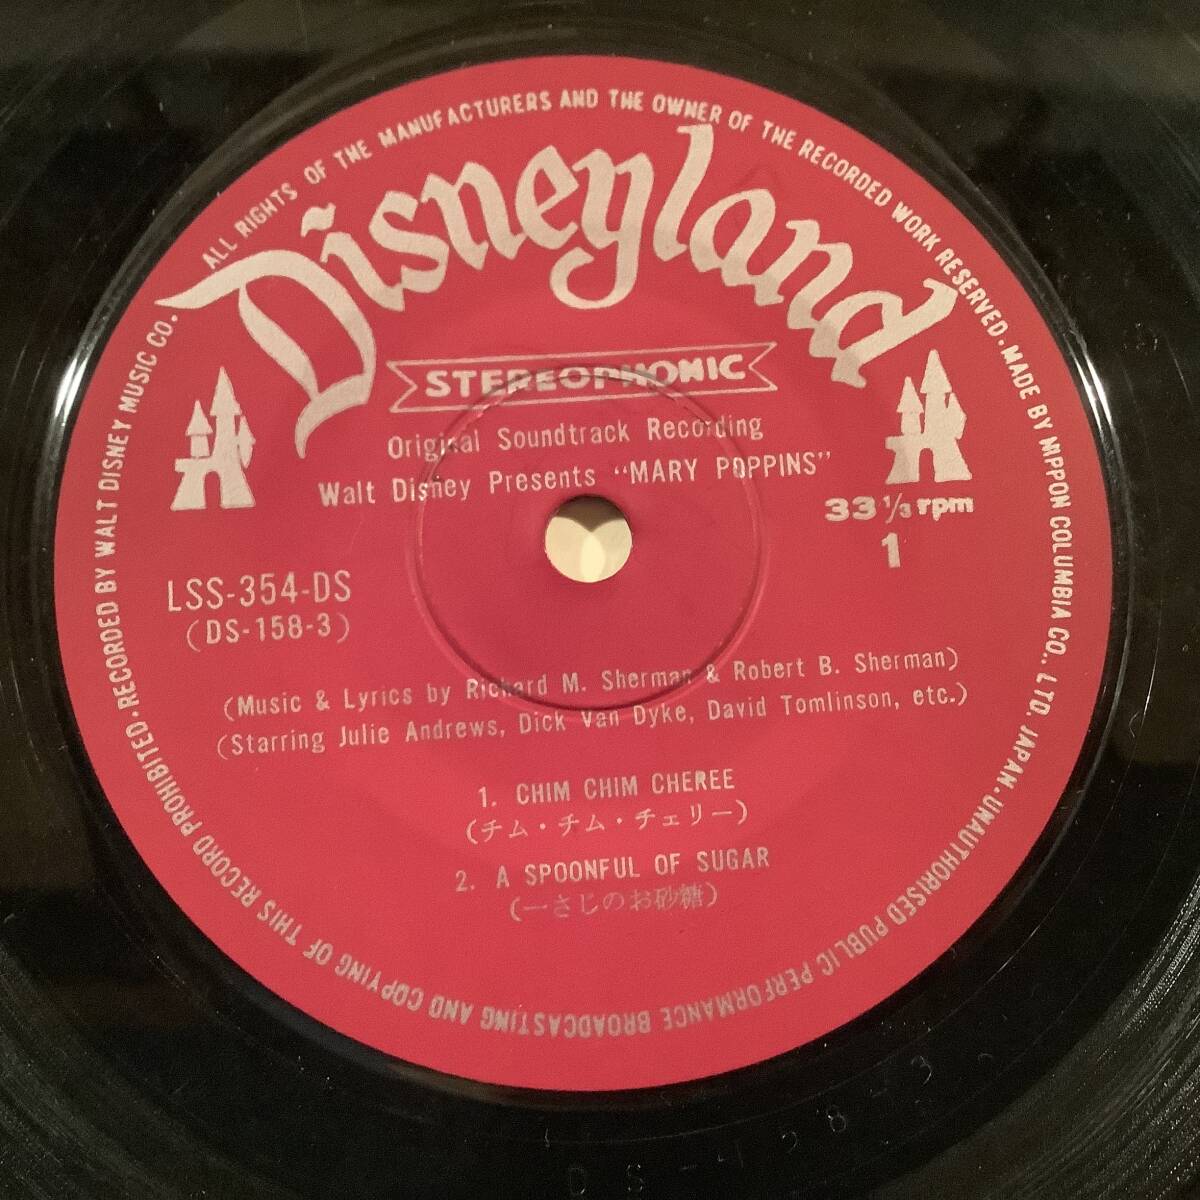 ALL RIGHTS OF THE MANUFACTURERS AND THE OWNER OF THE RECORDED WORK RESERVED. MADE BY NIPPON COLUMBIA CO., LTD. JAPAN. UNAUTHORISED PUBLIC PERFORMANCE BROADCASTING AND COPYING OF THIS RECORD PROHIBITED. RECORDED BY WALT DISNEY MUSIC CO.
Disneyland
STEREOPHONIC
Original Soundtrack Recording
Walt Disney Presents "MARY POPPINS"
33 1/3 rpm
1
LSS-354-DS
(DS-158-3)
(Music & Lyrics by Richard M. Sherman & Robert B. Sherman)
(Starring Julie Andrews, Dick Van Dyke, David Tomlinson, etc.)
1. CHIM CHIM CHEREE
(チム・チム・チェリー)
2. A SPOONFUL OF SUGAR
(一さじのお砂糖)